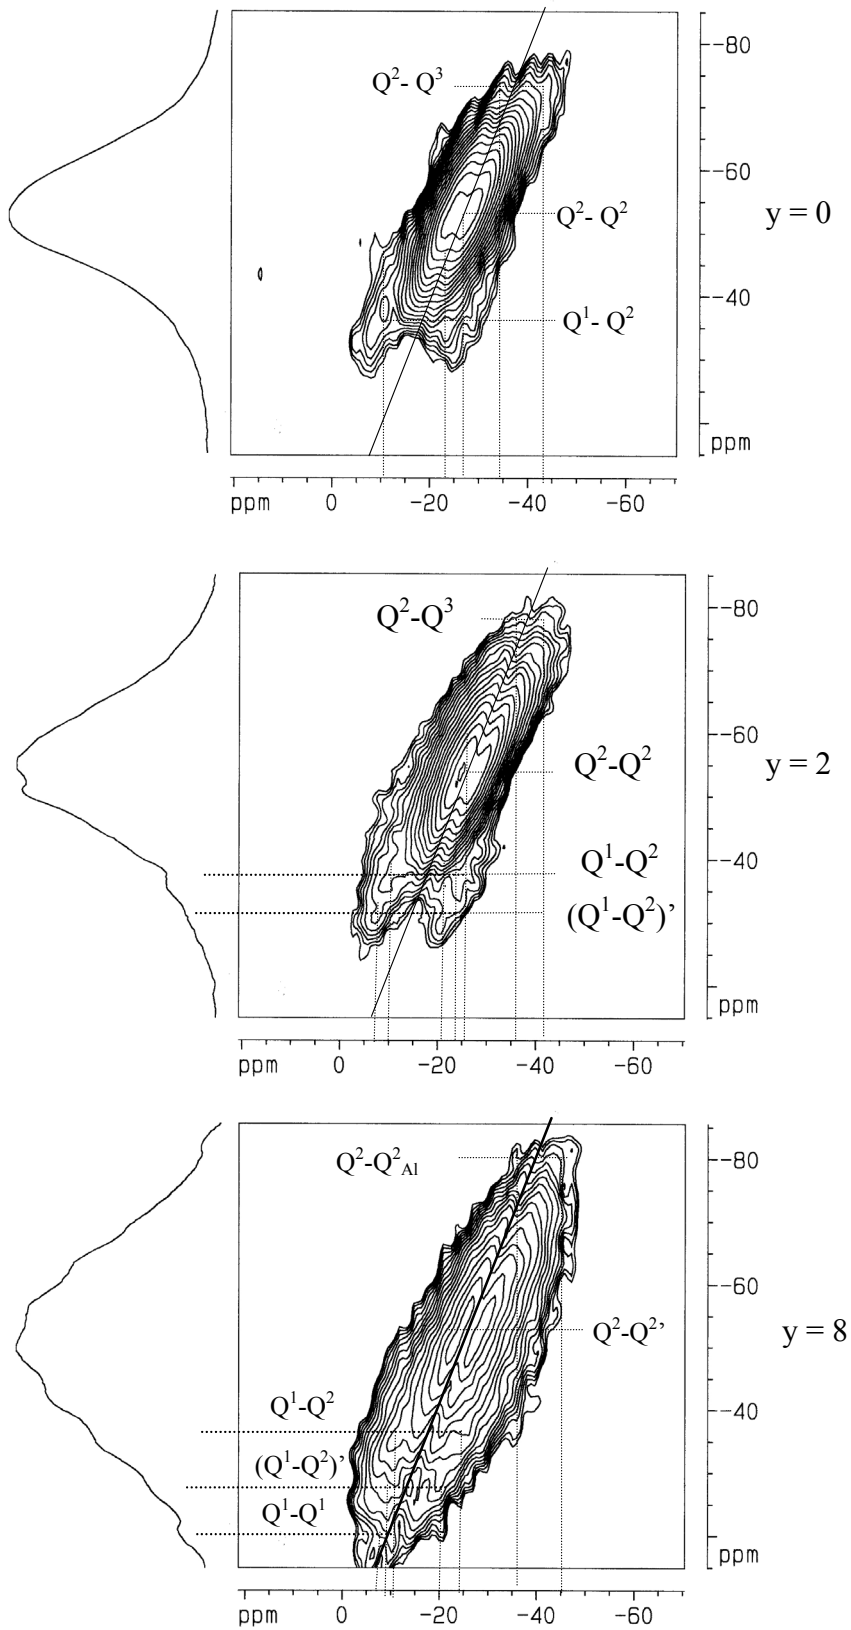 -80
Q²- Q³
-60
Q²- Q²
y = 0
-40
Q¹- Q²
ppm
ppm 0 -20 -40 -60
-80
Q²-Q³
-60
Q²-Q²
y = 2
-40
Q¹-Q²
(Q¹-Q²)’
ppm
ppm 0 -20 -40 -60
-80
Q²-Q²Al
-60
Q²-Q²’
y = 8
Q¹-Q²
-40
(Q¹-Q²)’
Q¹-Q¹
ppm
ppm 0 -20 -40 -60